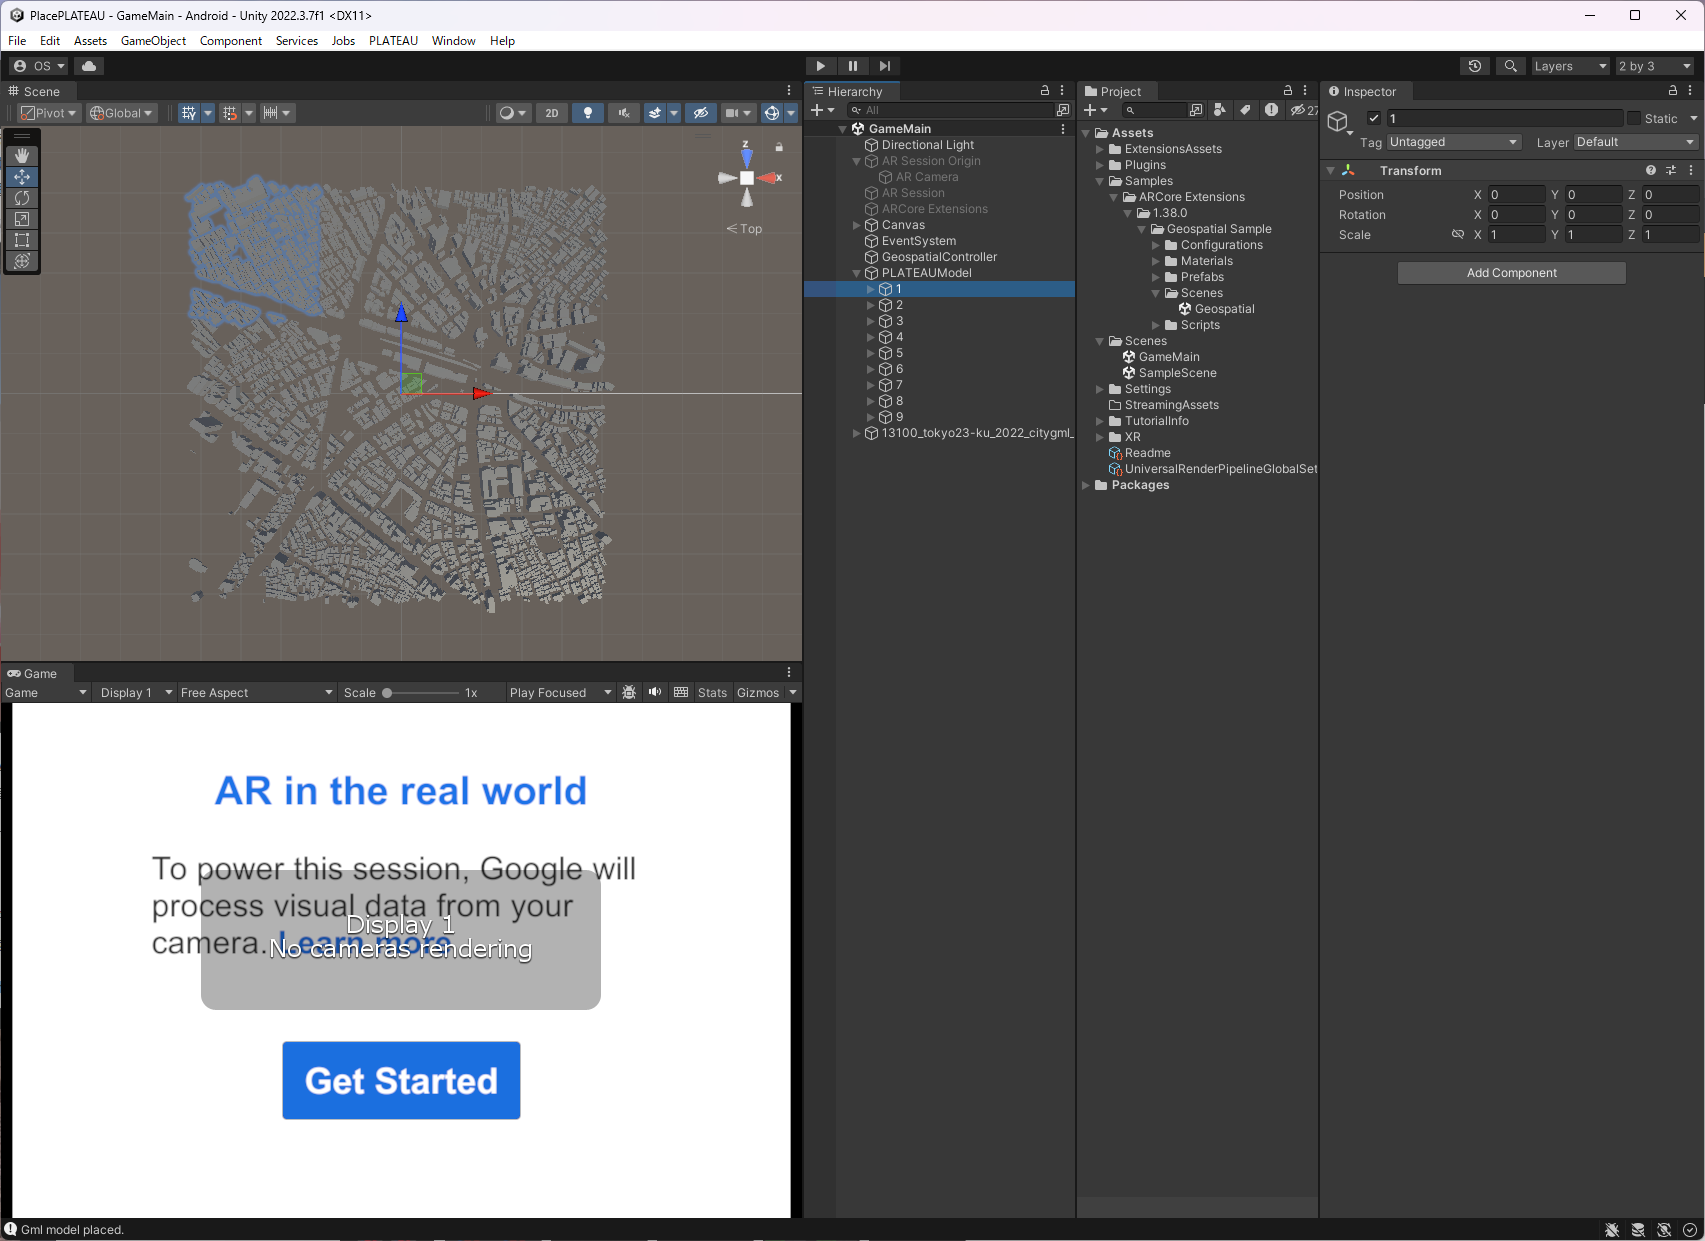 PlacePLATEAU - GameMain - Android - Unity 2022.3.7f1 <DX11>
File Edit Assets GameObject Component Services Jobs PLATEAU Window Help
OS
Layers
2 by 3
Scene
Pivot
Global
2D
z
x
Top
Hierarchy
All
GameMain
Directional Light
AR Session Origin
AR Camera
AR Session
ARCore Extensions
Canvas
EventSystem
GeospatialController
PLATEAUModel
1
2
3
4
5
6
7
8
9
13100_tokyo23-ku_2022_citygml_
Project
27
Assets
ExtensionsAssets
Plugins
Samples
ARCore Extensions
1.38.0
Geospatial Sample
Configurations
Materials
Prefabs
Scenes
Geospatial
Scripts
Scenes
GameMain
SampleScene
Settings
StreamingAssets
TutorialInfo
XR
Readme
UniversalRenderPipelineGlobalSet
Packages
Inspector
1
Static
Tag Untagged Layer Default
Transform
Position X 0 Y 0 Z 0
Rotation X 0 Y 0 Z 0
Scale X 1 Y 1 Z 1
Add Component
Game
Game Display 1 Free Aspect Scale 1x Play Focused Stats Gizmos
AR in the real world
To power this session, Google will
process visual data from your
camera. Learn more
Display 1
No cameras rendering
Get Started
Gml model placed.